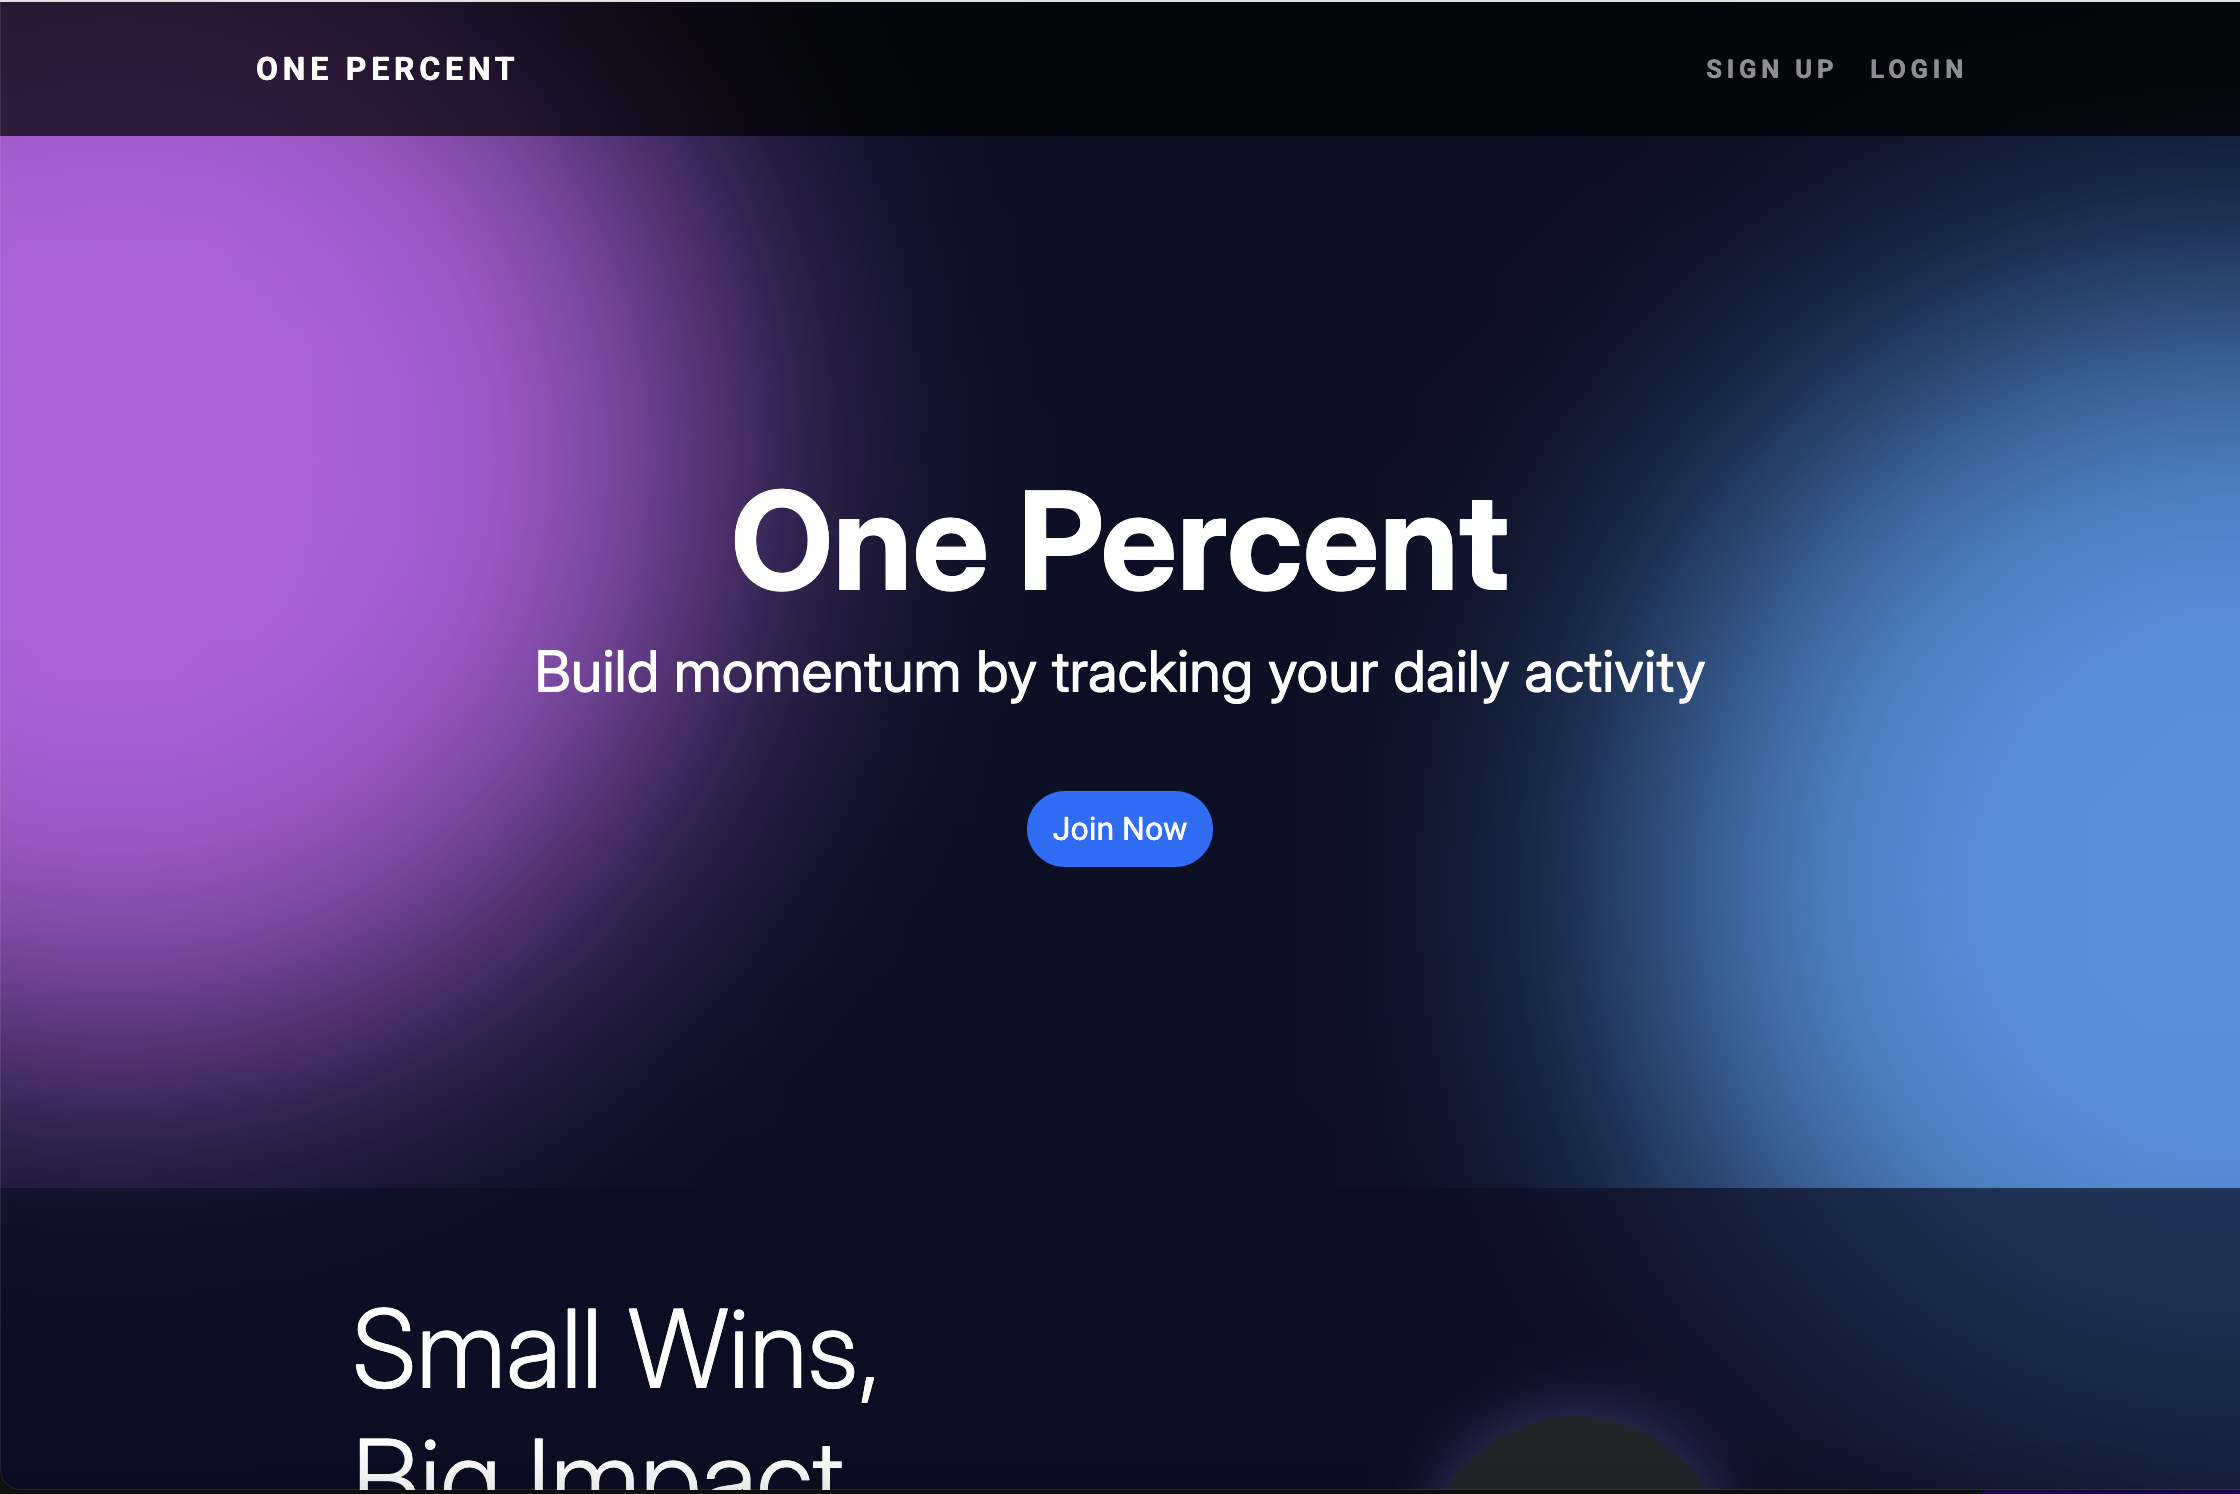 ONE PERCENT
SIGN UP LOGIN
One Percent
Build momentum by tracking your daily activity
Join Now
Small Wins,
Big Impact